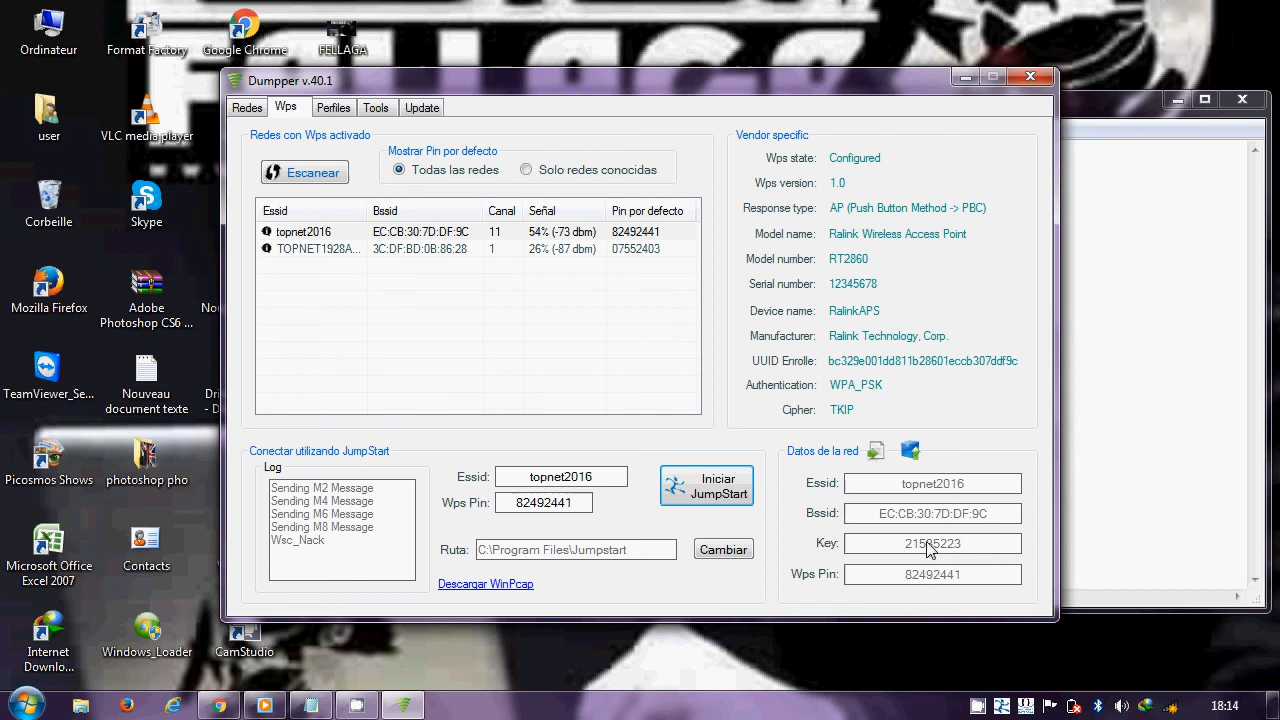 Ordinateur
Format Factory
Google Chrome
FELLAGA
user
VLC media player
Corbeille
Skype
Mozilla Firefox
Adobe
Photoshop CS6 ...
TeamViewer_Se...
Nouveau
document texte
Picosmos Shows
photoshop pho
Microsoft Office
Excel 2007
Contacts
Internet
Downlo...
Windows_Loader
CamStudio
Dumpper v.40.1
Redes
Wps
Perfiles
Tools
Update
Redes con Wps activado
Escanear
Mostrar Pin por defecto
Todas las redes
Solo redes conocidas
Essid Bssid Canal Señal Pin por defecto
topnet2016 EC:CB:30:7D:DF:9C 11 54% (-73 dbm) 82492441
TOPNET1928A... 3C:DF:BD:0B:86:28 1 26% (-87 dbm) 07552403
Vendor specific
Wps state: Configured
Wps version: 1.0
Response type: AP (Push Button Method -> PBC)
Model name: Ralink Wireless Access Point
Model number: RT2860
Serial number: 12345678
Device name: RalinkAPS
Manufacturer: Ralink Technology, Corp.
UUID Enrolle: bc329e001dd811b28601eccb307ddf9c
Authentication: WPA_PSK
Cipher: TKIP
Conectar utilizando JumpStart
Log
Sending M2 Message
Sending M4 Message
Sending M6 Message
Sending M8 Message
Wsc_Nack
Essid: topnet2016
Wps Pin: 82492441
Iniciar
JumpStart
Ruta: C:\Program Files\Jumpstart
Cambiar
Descargar WinPcap
Datos de la red
Essid: topnet2016
Bssid: EC:CB:30:7D:DF:9C
Key:
Wps Pin: 82492441
18:14